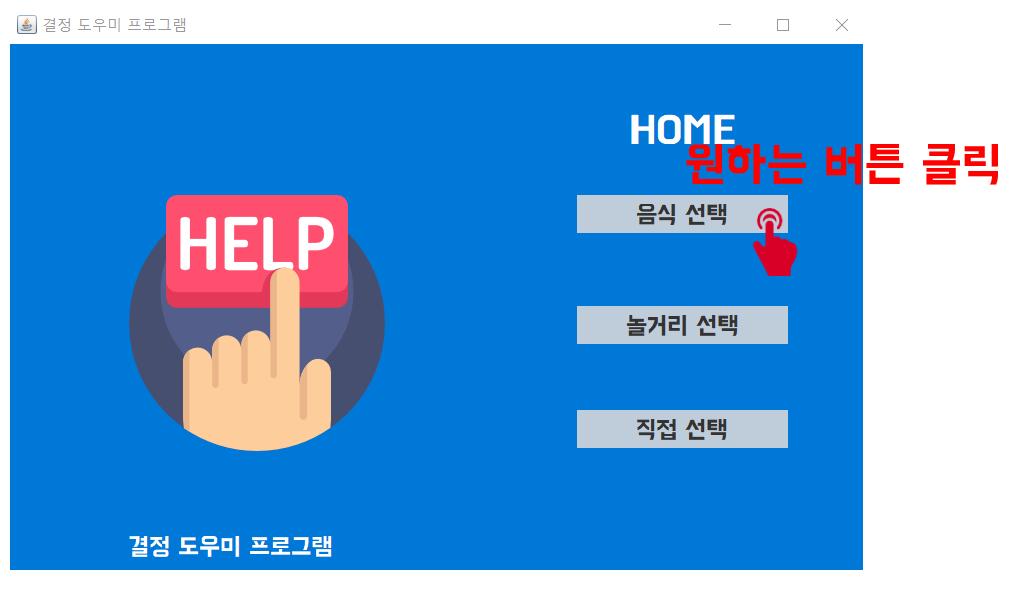 결정 도우미 프로그램
HOME
원하는 버튼 클릭
HELP
음식 선택
놀거리 선택
직접 선택
결정 도우미 프로그램